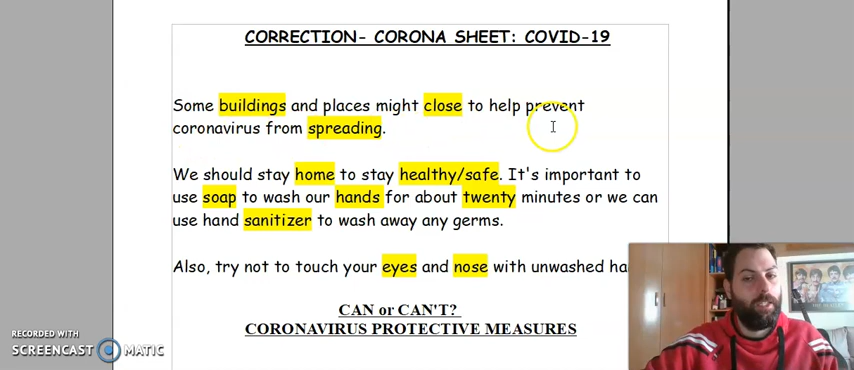 CORRECTION- CORONA SHEET: COVID-19
Some buildings and places might close to help prevent
coronavirus from spreading.
We should stay home to stay healthy/safe. It's important to
use soap to wash our hands for about twenty minutes or we can
use hand sanitizer to wash away any germs.
Also, try not to touch your eyes and nose with unwashed
CAN or CAN'T?
CORONAVIRUS PROTECTIVE MEASURES
RECORDED WITH
SCREENCAST MATIC